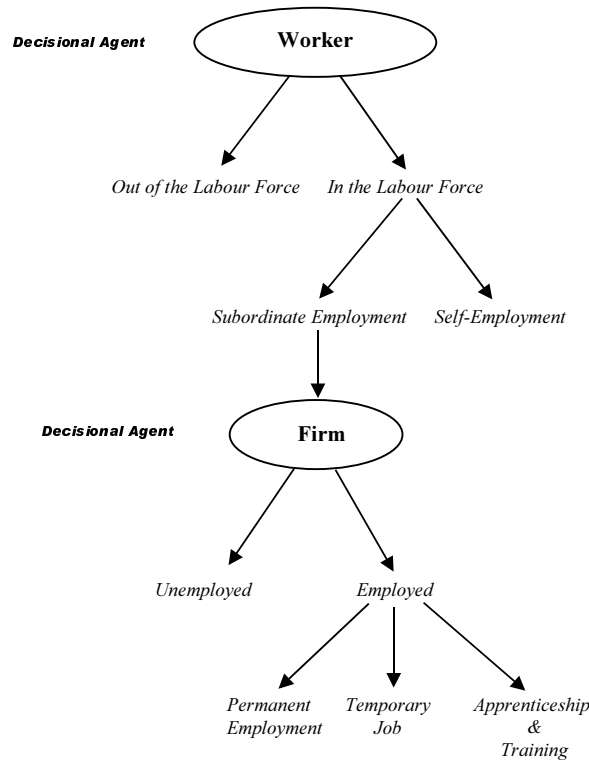 Decisional Agent
Worker
Out of the Labour Force
In the Labour Force
Subordinate Employment
Self-Employment
Decisional Agent
Firm
Unemployed
Employed
Permanent
Employment
Temporary
Job
Apprenticeship
&
Training